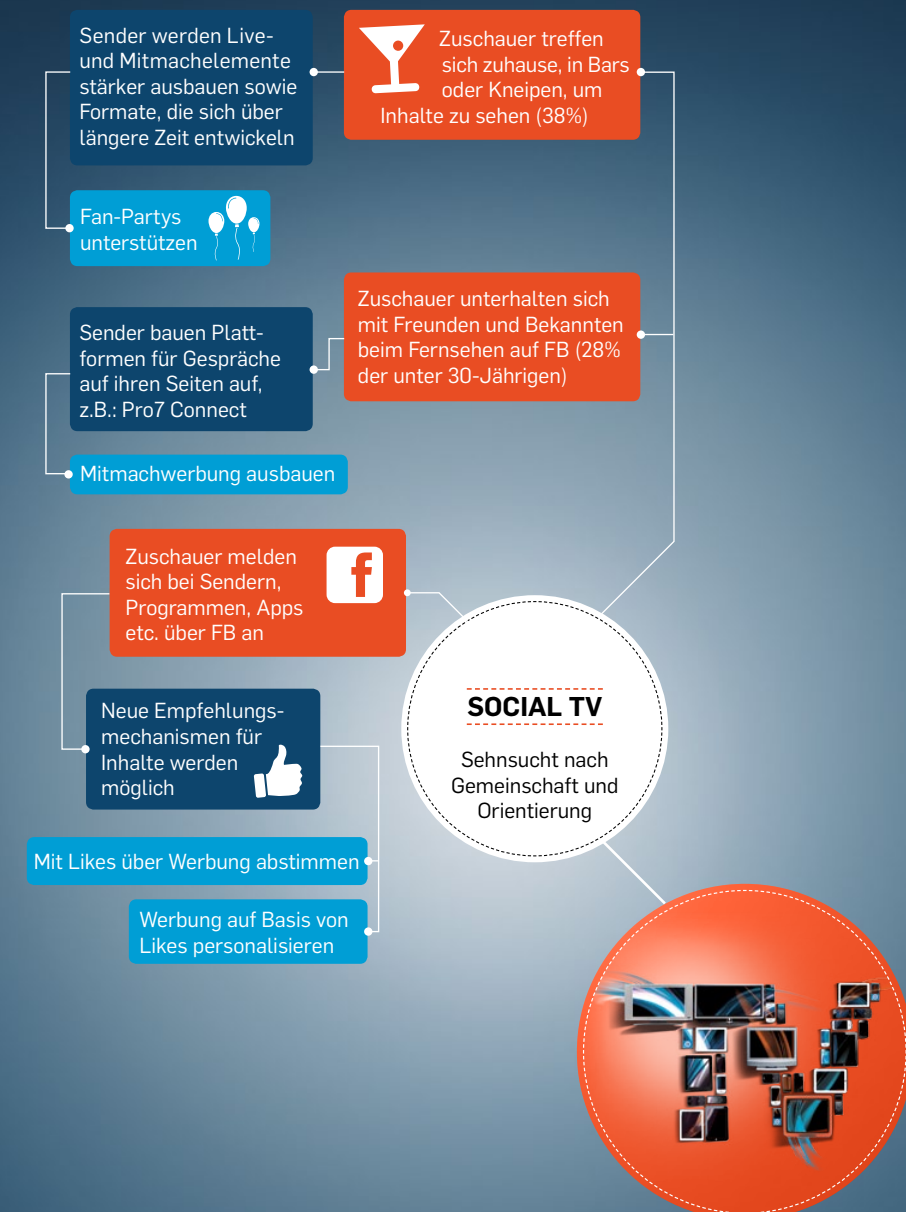 Sender werden Live-
und Mitmachelemente
stärker ausbauen sowie
Formate, die sich über
längere Zeit entwickeln
Zuschauer treffen
sich zuhause, in Bars
oder Kneipen, um
Inhalte zu sehen (38%)
Fan-Partys
unterstützen
Zuschauer unterhalten sich
mit Freunden und Bekannten
beim Fernsehen auf FB (28%
der unter 30-Jährigen)
Sender bauen Platt-
formen für Gespräche
auf ihren Seiten auf,
z.B.: Pro7 Connect
Mitmachwerbung ausbauen
Zuschauer melden
sich bei Sendern,
Programmen, Apps
etc. über FB an
f
Neue Empfehlungs-
mechanismen für
Inhalte werden
möglich
Mit Likes über Werbung abstimmen
Werbung auf Basis von
Likes personalisieren
SOCIAL TV
Sehnsucht nach
Gemeinschaft und
Orientierung
TV